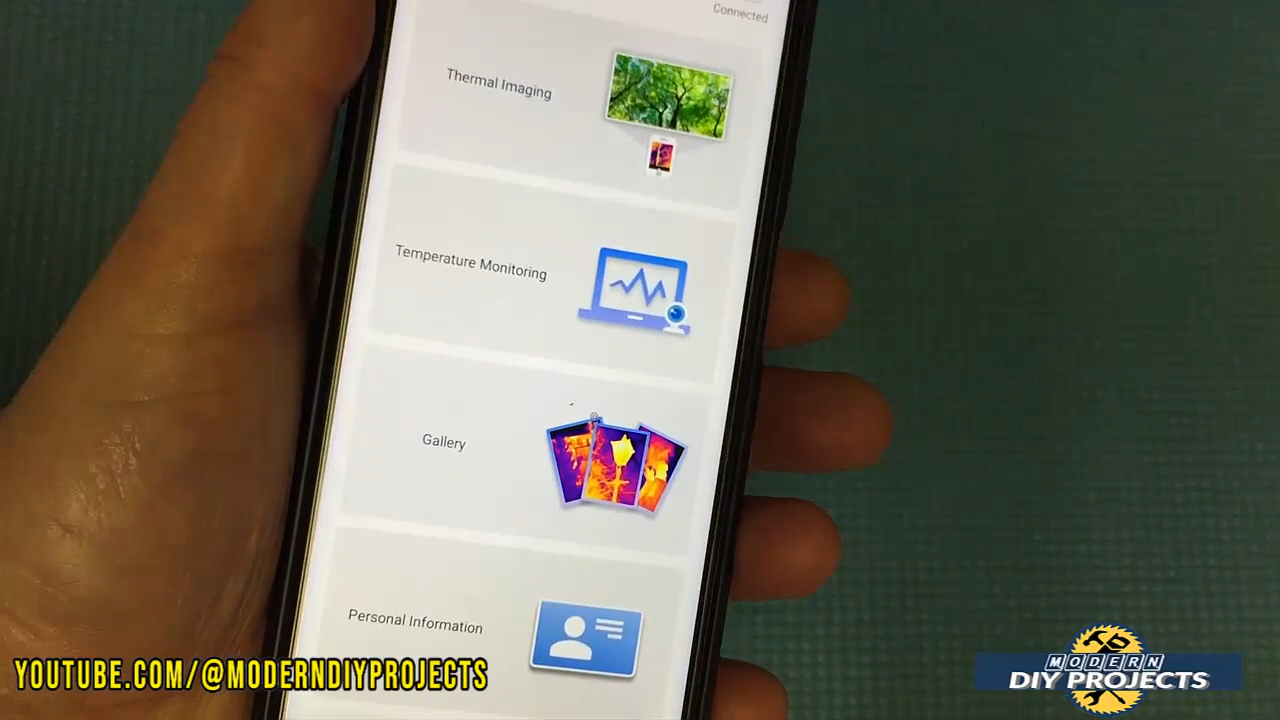 Connected
Thermal Imaging
Temperature Monitoring
Gallery
Personal Information
YOUTUBE.COM/@MODERNDIYPROJECTS
MODERN
DIY PROJECTS